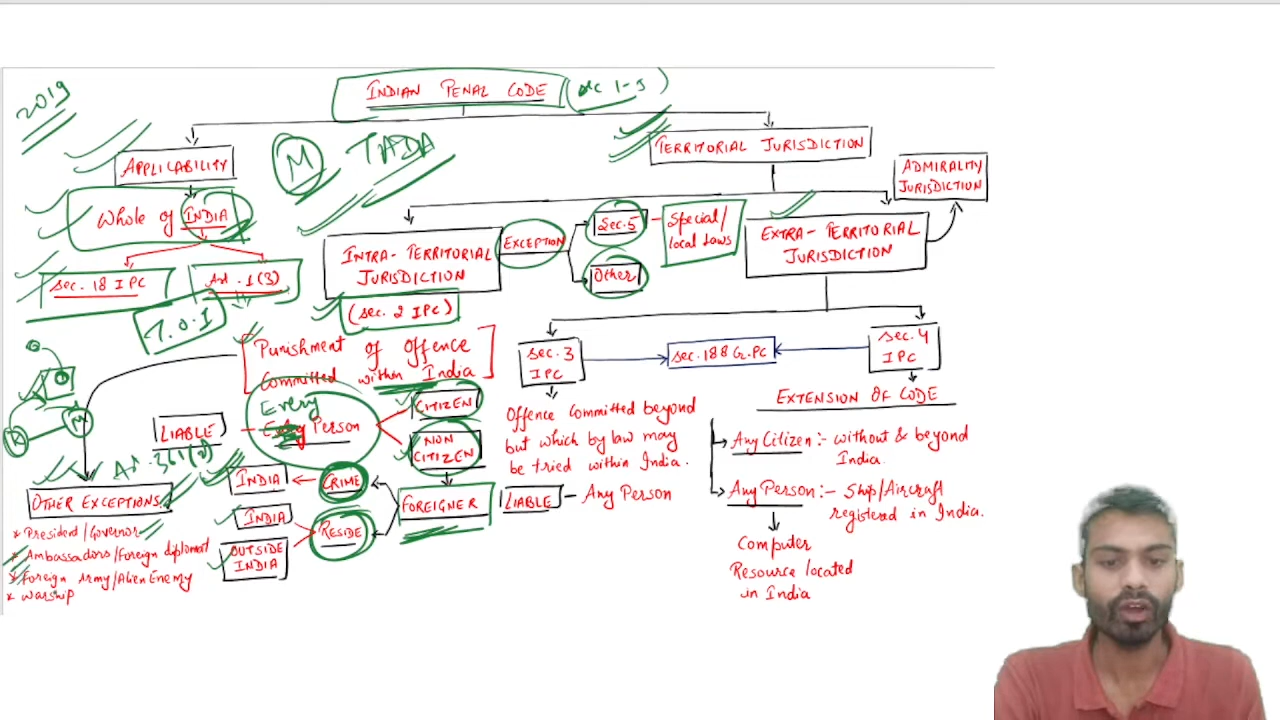 2019
INDIAN PENAL CODE
(sec 1-5)
APPLICABILITY
M TADA
TERRITORIAL JURISDICTION
ADMIRALITY
JURISDICTION
Whole of INDIA
Sec. 18 IPC
Art. 1(3)
T.O.I
INTRA-TERRITORIAL
JURISDICTION
(Sec. 2 IPC)
EXCEPTION
Sec.5
Other
Special/
local Laws
EXTRA-TERRITORIAL
JURISDICTION
Punishment of Offence
Committed within India
LIABLE - Every Person
CITIZEN
NON
CITIZEN
FOREIGNER
CRIME
INDIA
RESIDE
INDIA
OUTSIDE
INDIA
K
M
Art. 361(2)
OTHER EXCEPTIONS
* President/Governor
* Ambassadors/Foreign diplomat
* Foreign Army/Alien Enemy
* Warship
Sec. 3
IPC
Sec. 188 Cr.PC
Sec. 4
IPC
Offence Committed beyond
but which by law may
be tried within India.
LIABLE - Any Person
EXTENSION OF CODE
Any Citizen :- without & beyond
India.
Any Person :- Ship/Aircraft
registered in India.
Computer
Resource located
in India